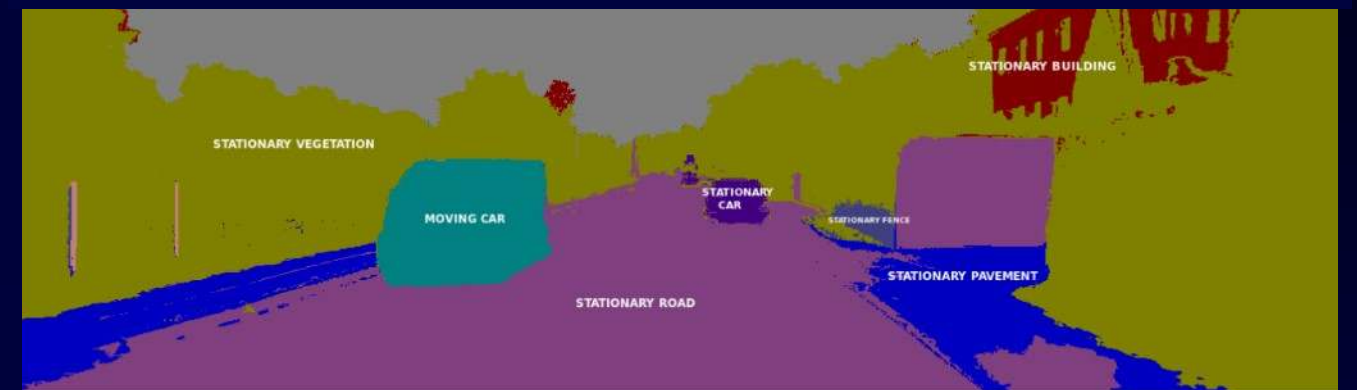 STATIONARY BUILDING
STATIONARY VEGETATION
STATIONARY
CAR
MOVING CAR
STATIONARY FENCE
STATIONARY PAVEMENT
STATIONARY ROAD